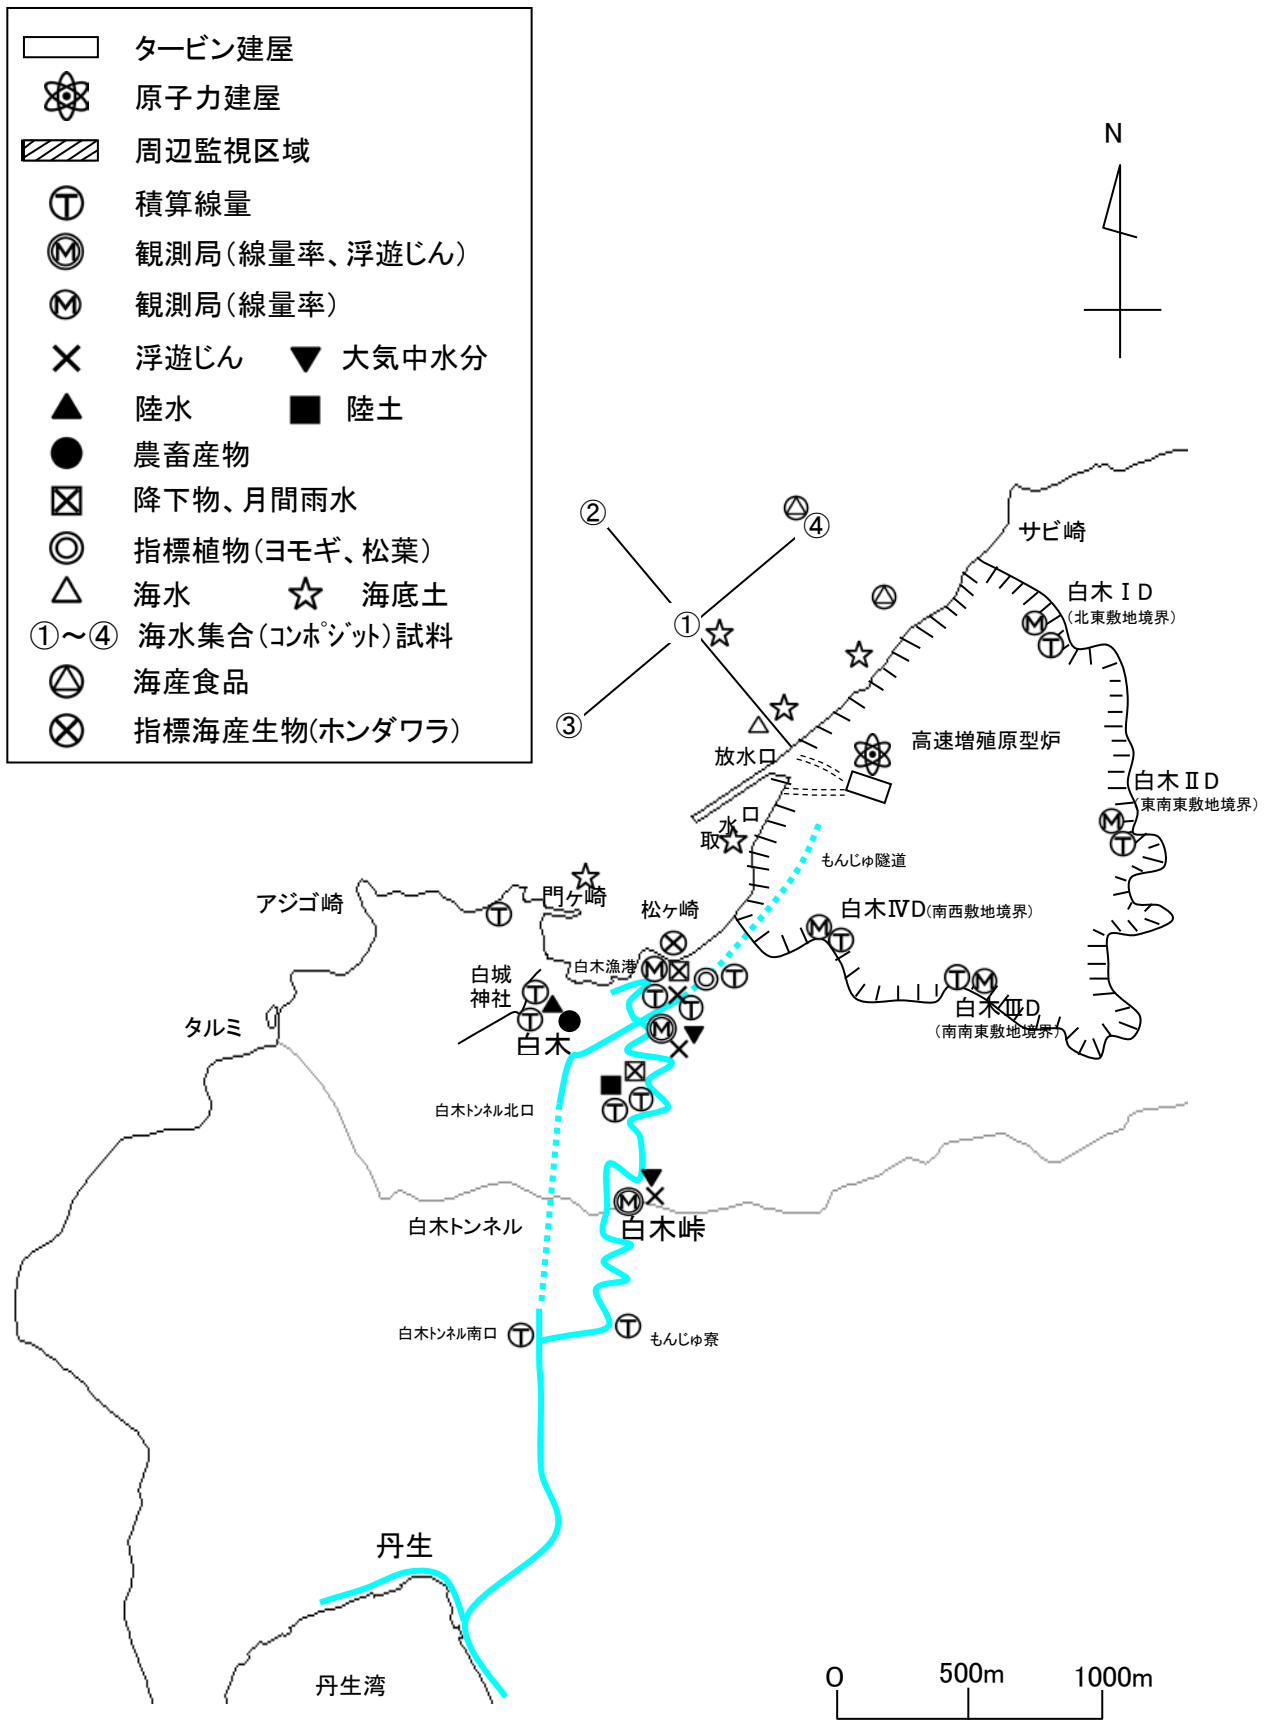 タービン建屋
原子力建屋
周辺監視区域
Ⓣ 積算線量
Ⓜ 観測局(線量率、浮遊じん)
Ⓜ 観測局(線量率)
浮遊じん 大気中水分
陸水 陸土
農畜産物
降下物、月間雨水
指標植物(ヨモギ、松葉)
海水 海底土
①～④ 海水集合(コンポジット)試料
海産食品
指標海産生物(ホンダワラ)
N
サビ崎
②
④
①
③
白木ⅠD
(北東敷地境界)
Ⓜ
Ⓣ
高速増殖原型炉
放水口
取水口
白木ⅡD
(東南東敷地境界)
Ⓜ
Ⓣ
もんじゅ隧道
アジゴ崎
門ヶ崎
Ⓣ
松ヶ崎
白木ⅣD(南西敷地境界)
Ⓜ
Ⓣ
白木漁港
Ⓜ
Ⓣ
Ⓣ
Ⓣ
Ⓜ
白城
神社
Ⓣ
Ⓣ
白木
Ⓣ
Ⓜ
白木ⅢD
(南南東敷地境界)
タルミ
白木トンネル北口
Ⓣ
Ⓣ
白木トンネル
Ⓜ
白木峠
白木トンネル南口
Ⓣ
Ⓣ
もんじゅ寮
丹生
丹生湾
0 500m 1000m